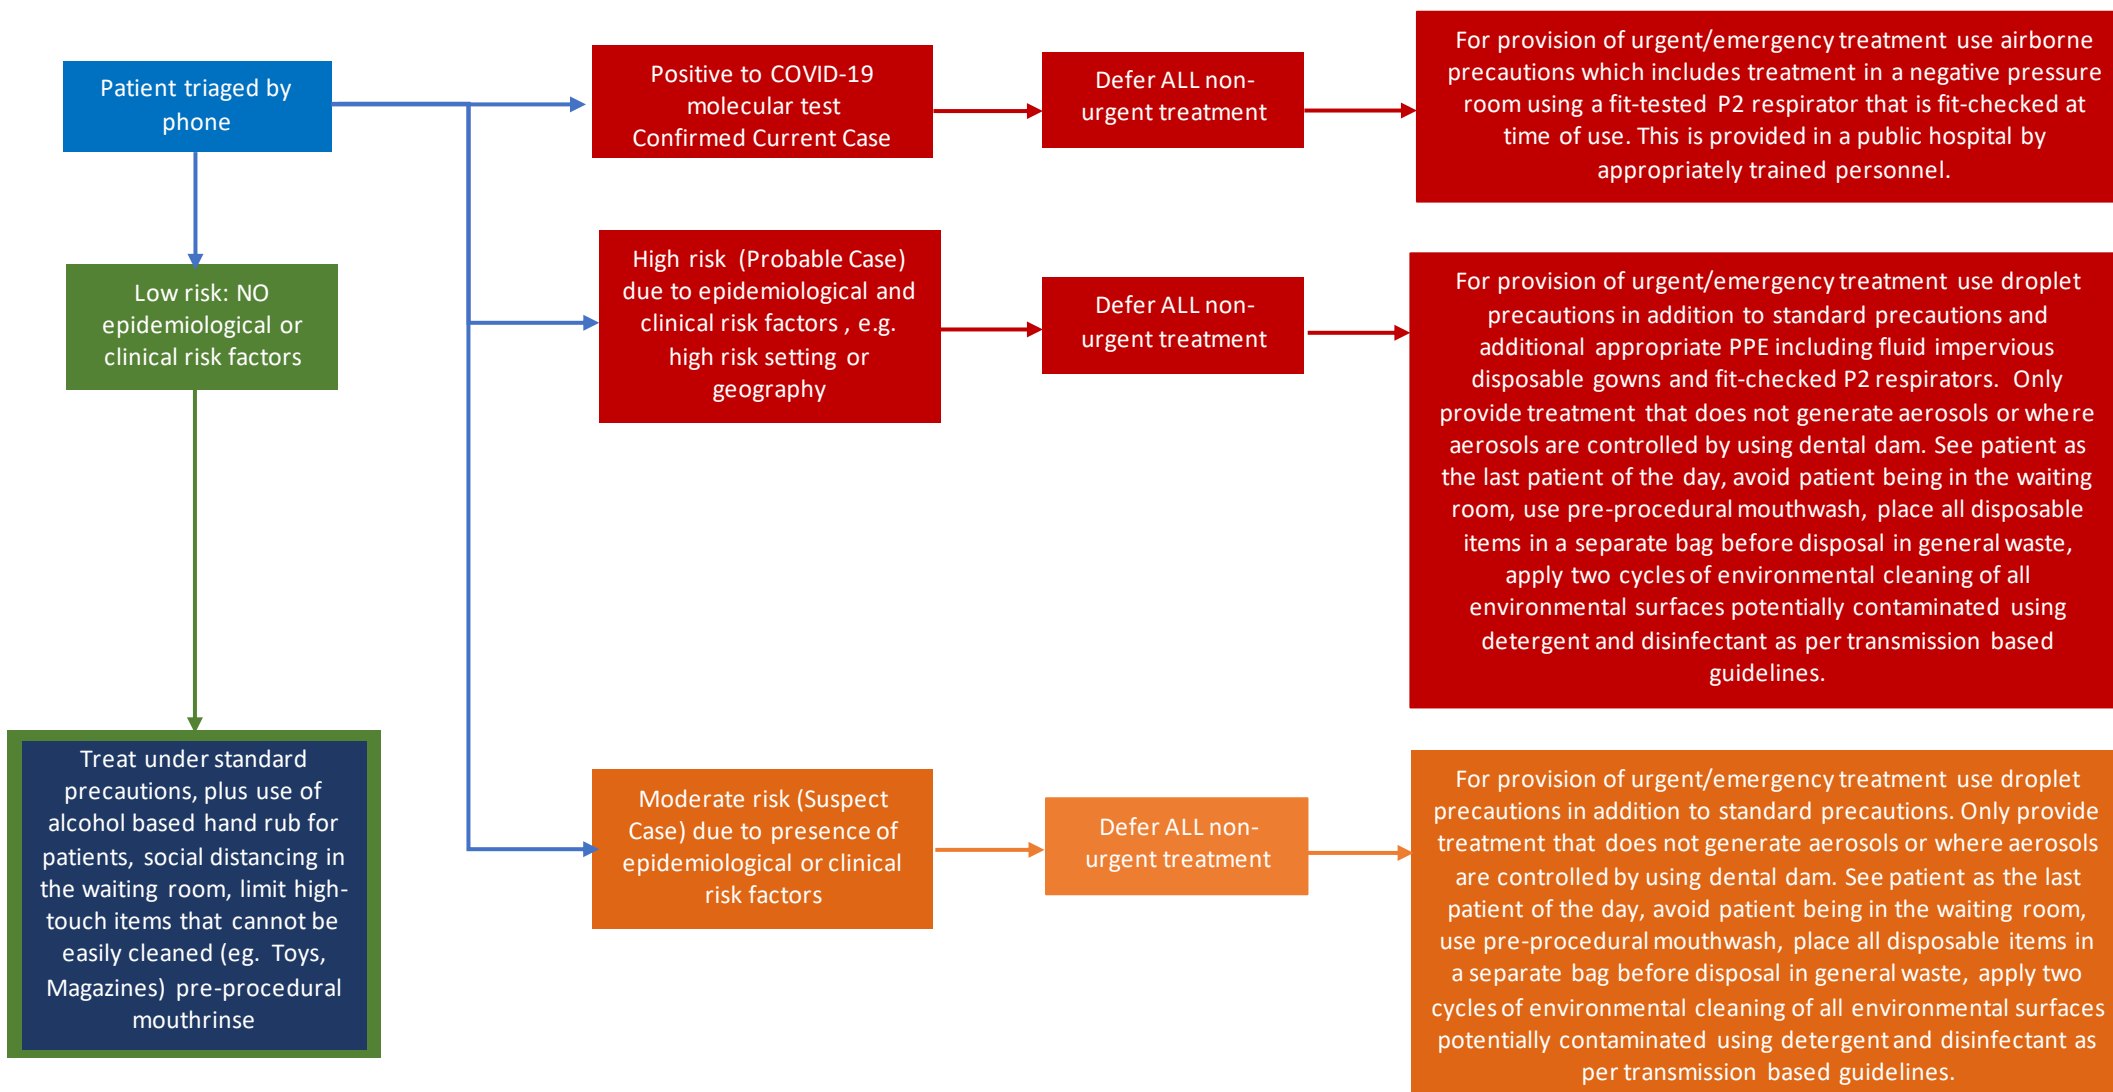 Patient triaged by
phone
Positive to COVID-19
molecular test
Confirmed Current Case
Defer ALL non-
urgent treatment
For provision of urgent/emergency treatment use airborne
precautions which includes treatment in a negative pressure
room using a fit-tested P2 respirator that is fit-checked at
time of use. This is provided in a public hospital by
appropriately trained personnel.
Low risk: NO
epidemiological or
clinical risk factors
High risk (Probable Case)
due to epidemiological and
clinical risk factors , e.g.
high risk setting or
geography
Defer ALL non-
urgent treatment
For provision of urgent/emergency treatment use droplet
precautions in addition to standard precautions and
additional appropriate PPE including fluid impervious
disposable gowns and fit-checked P2 respirators. Only
provide treatment that does not generate aerosols or where
aerosols are controlled by using dental dam. See patient as
the last patient of the day, avoid patient being in the waiting
room, use pre-procedural mouthwash, place all disposable
items in a separate bag before disposal in general waste,
apply two cycles of environmental cleaning of all
environmental surfaces potentially contaminated using
detergent and disinfectant as per transmission based
guidelines.
Treat under standard
precautions, plus use of
alcohol based hand rub for
patients, social distancing in
the waiting room, limit high-
touch items that cannot be
easily cleaned (eg. Toys,
Magazines) pre-procedural
mouthrinse
Moderate risk (Suspect
Case) due to presence of
epidemiological or clinical
risk factors
Defer ALL non-
urgent treatment
For provision of urgent/emergency treatment use droplet
precautions in addition to standard precautions. Only provide
treatment that does not generate aerosols or where aerosols
are controlled by using dental dam. See patient as the last
patient of the day, avoid patient being in the waiting room,
use pre-procedural mouthwash, place all disposable items in
a separate bag before disposal in general waste, apply two
cycles of environmental cleaning of all environmental surfaces
potentially contaminated using detergent and disinfectant as
per transmission based guidelines.